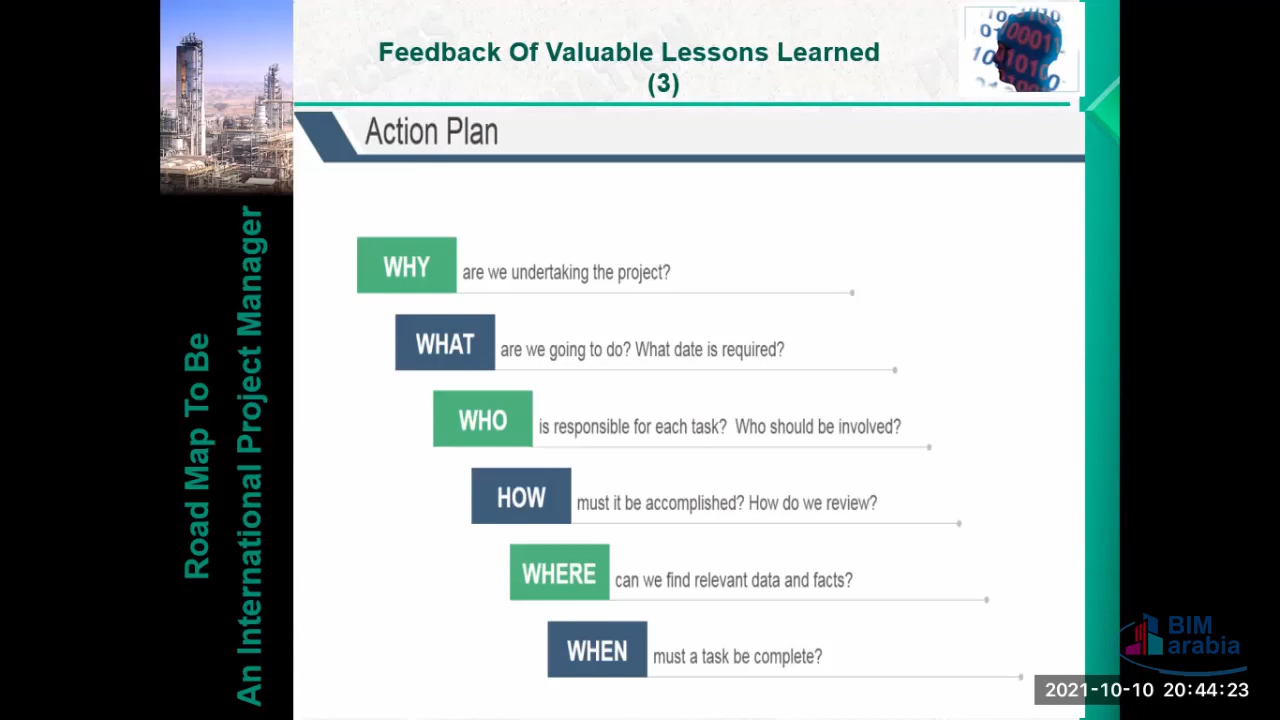 Feedback Of Valuable Lessons Learned
(3)
Action Plan
WHY are we undertaking the project?
WHAT are we going to do? What date is required?
WHO is responsible for each task? Who should be involved?
HOW must it be accomplished? How do we review?
WHERE can we find relevant data and facts?
WHEN must a task be complete?
Road Map To Be
An International Project Manager
BIM
arabia
2021-10-10 20:44:23